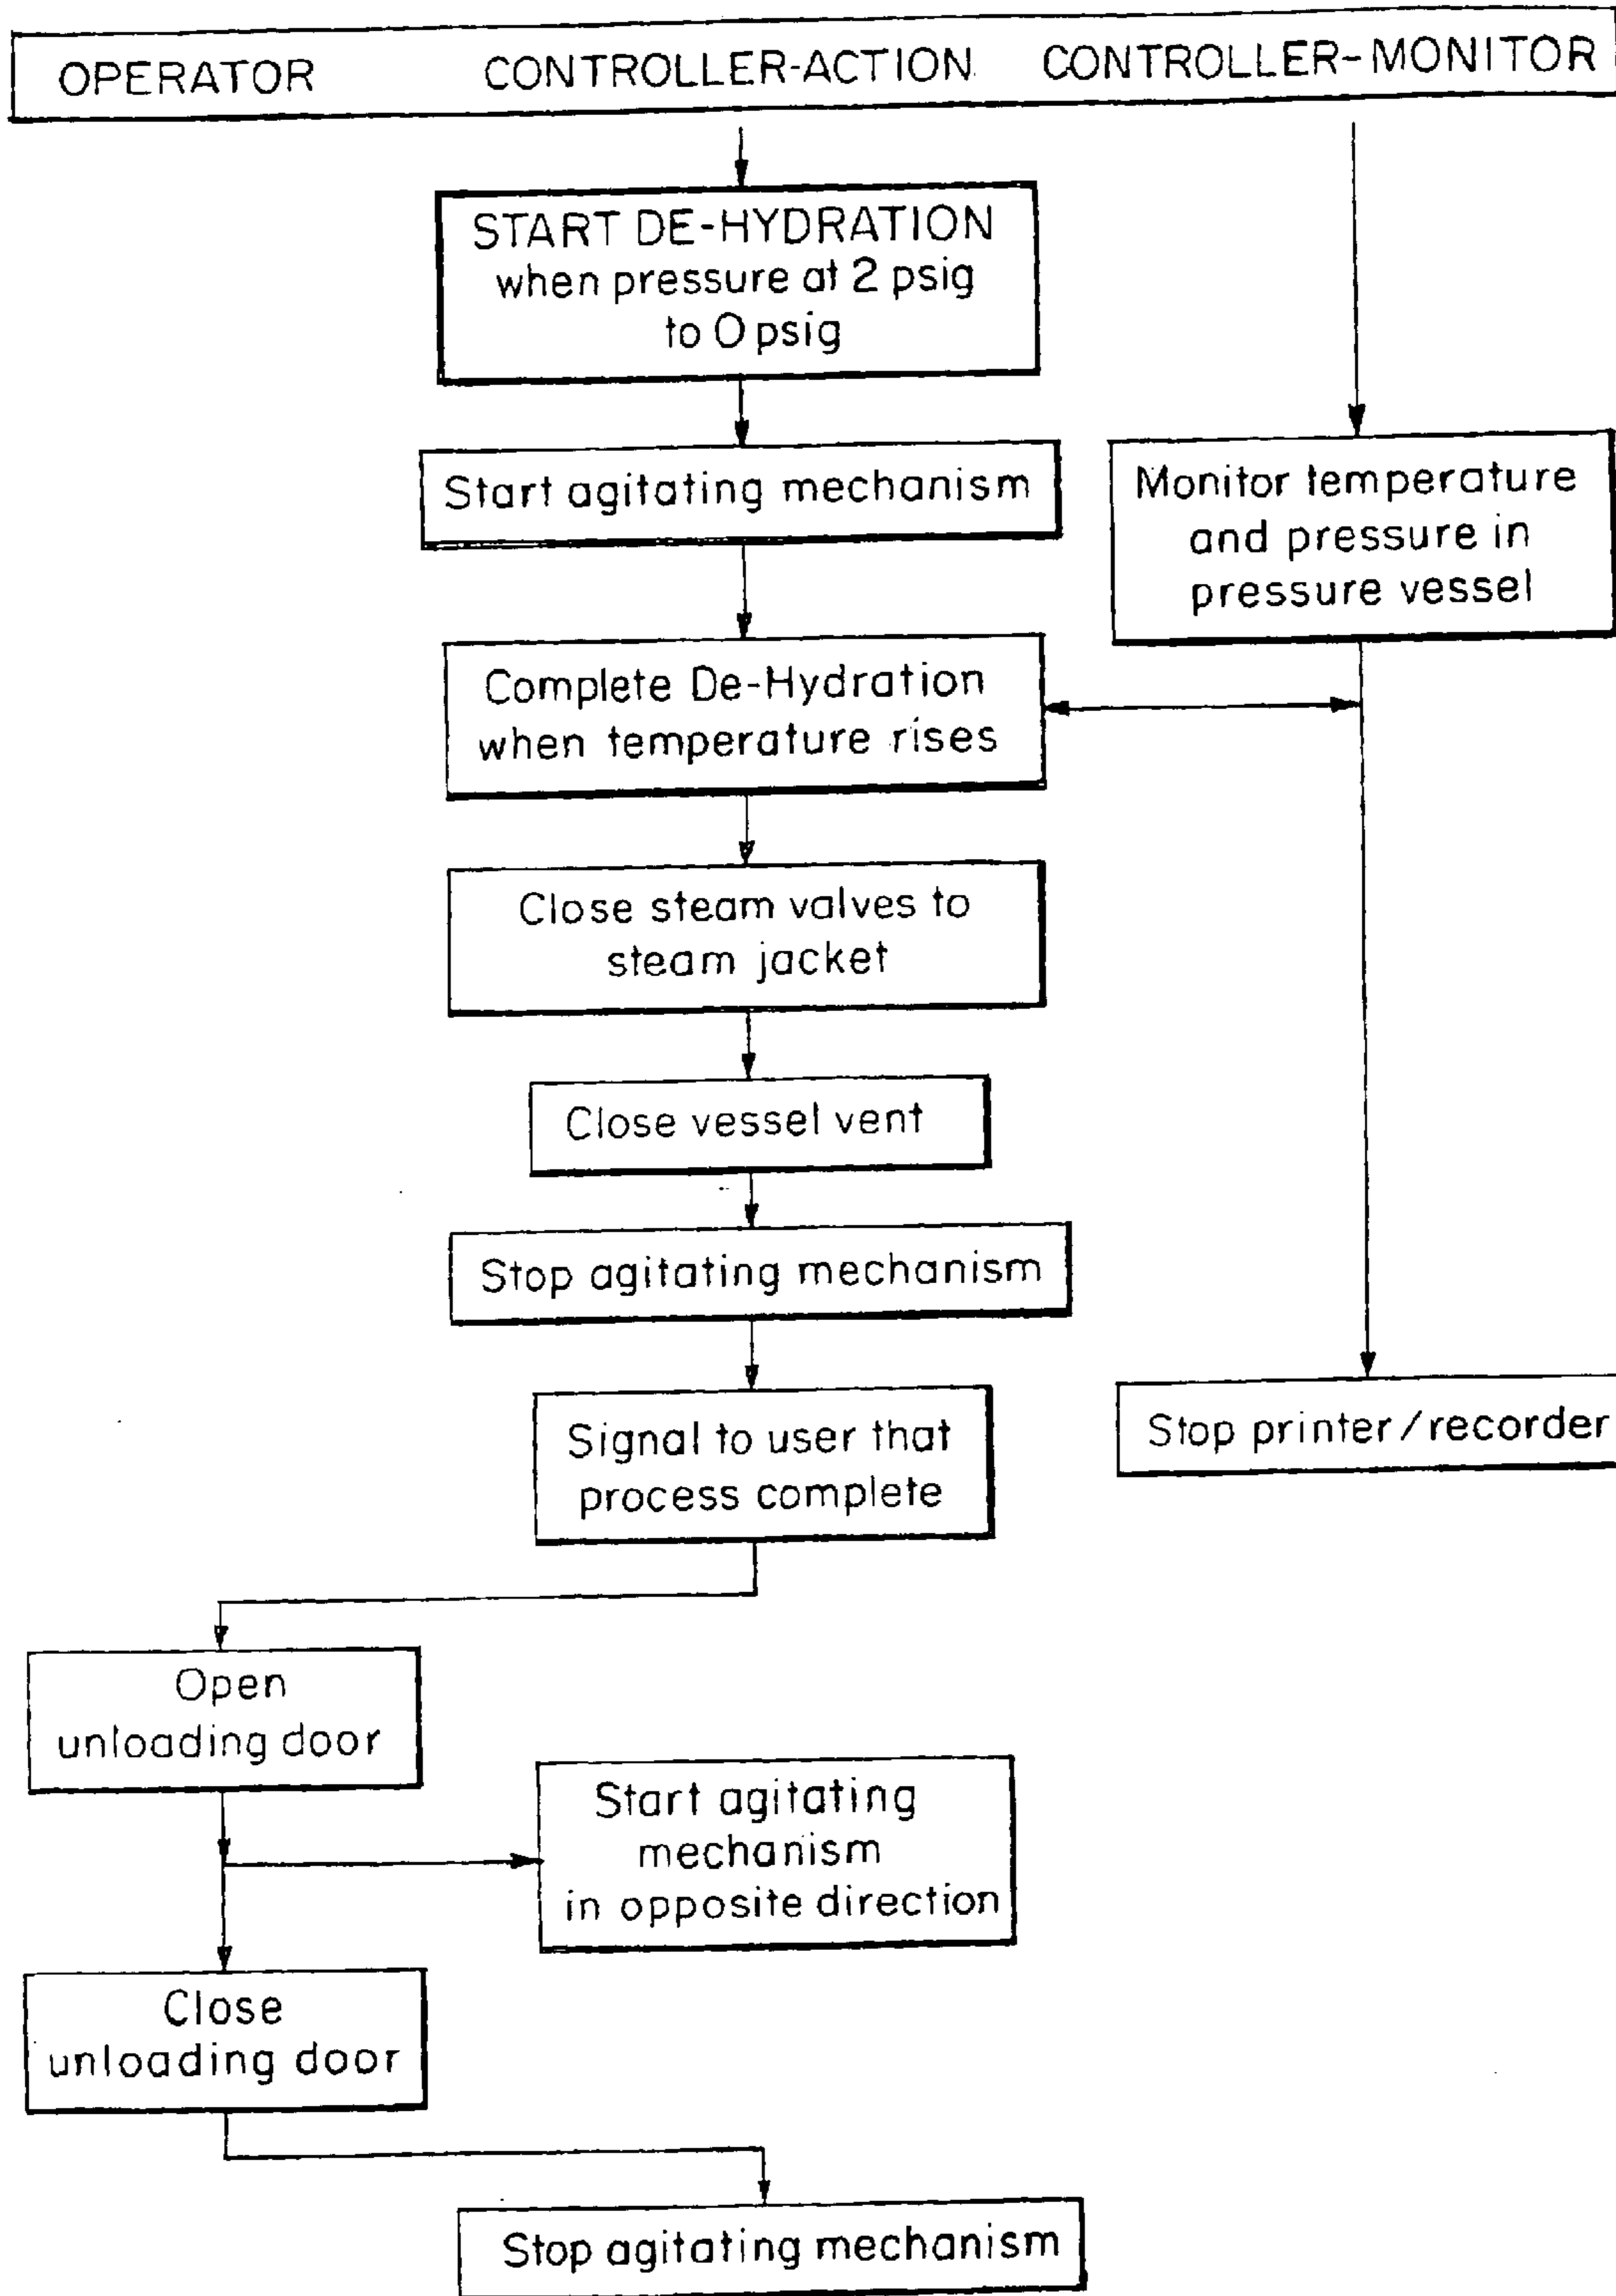 OPERATOR CONTROLLER-ACTION CONTROLLER-MONITOR
START DE-HYDRATION
when pressure at 2 psig
to 0 psig
Start agitating mechanism
Monitor temperature
and pressure in
pressure vessel
Complete De-Hydration
when temperature rises
Close steam valves to
steam jacket
Close vessel vent
Stop agitating mechanism
Signal to user that
process complete
Stop printer/recorder
Open
unloading door
Start agitating
mechanism
in opposite direction
Close
unloading door
Stop agitating mechanism